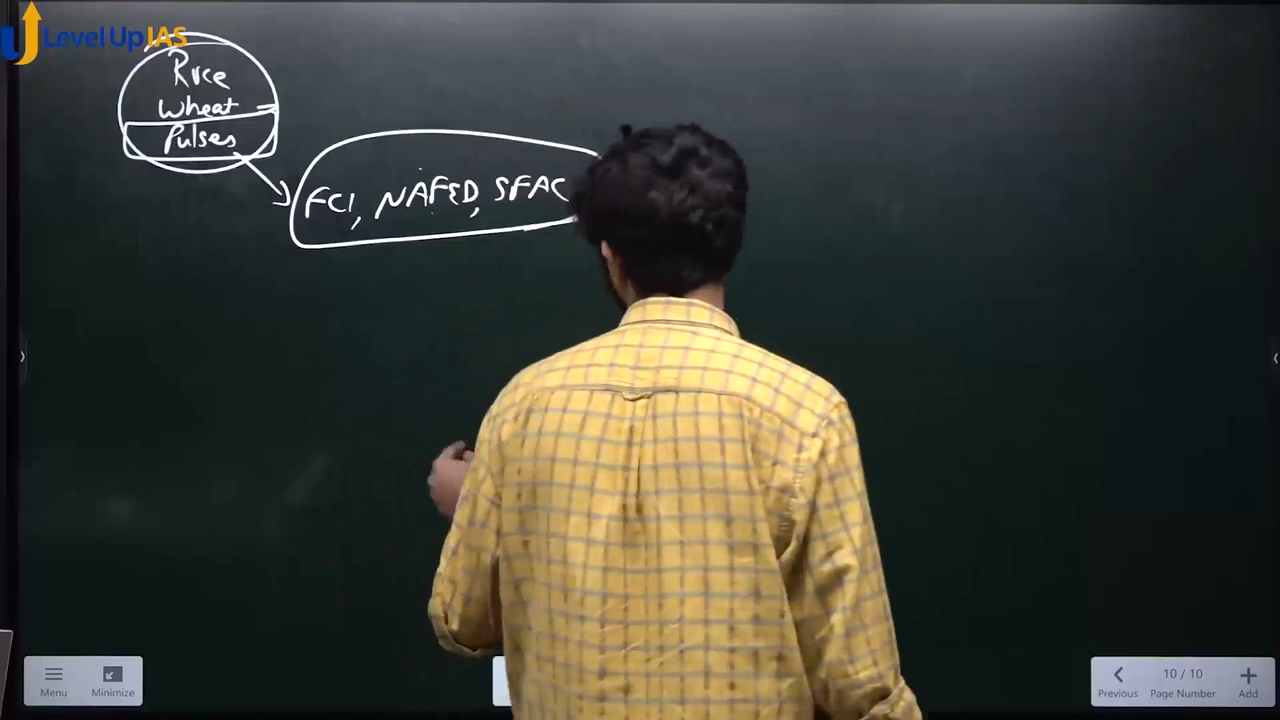 Level Up IAS
Rice
Wheat
Pulses
FCI, NAFED, SFAC
Menu
Minimize
Previous
10 / 10
Page Number
Add